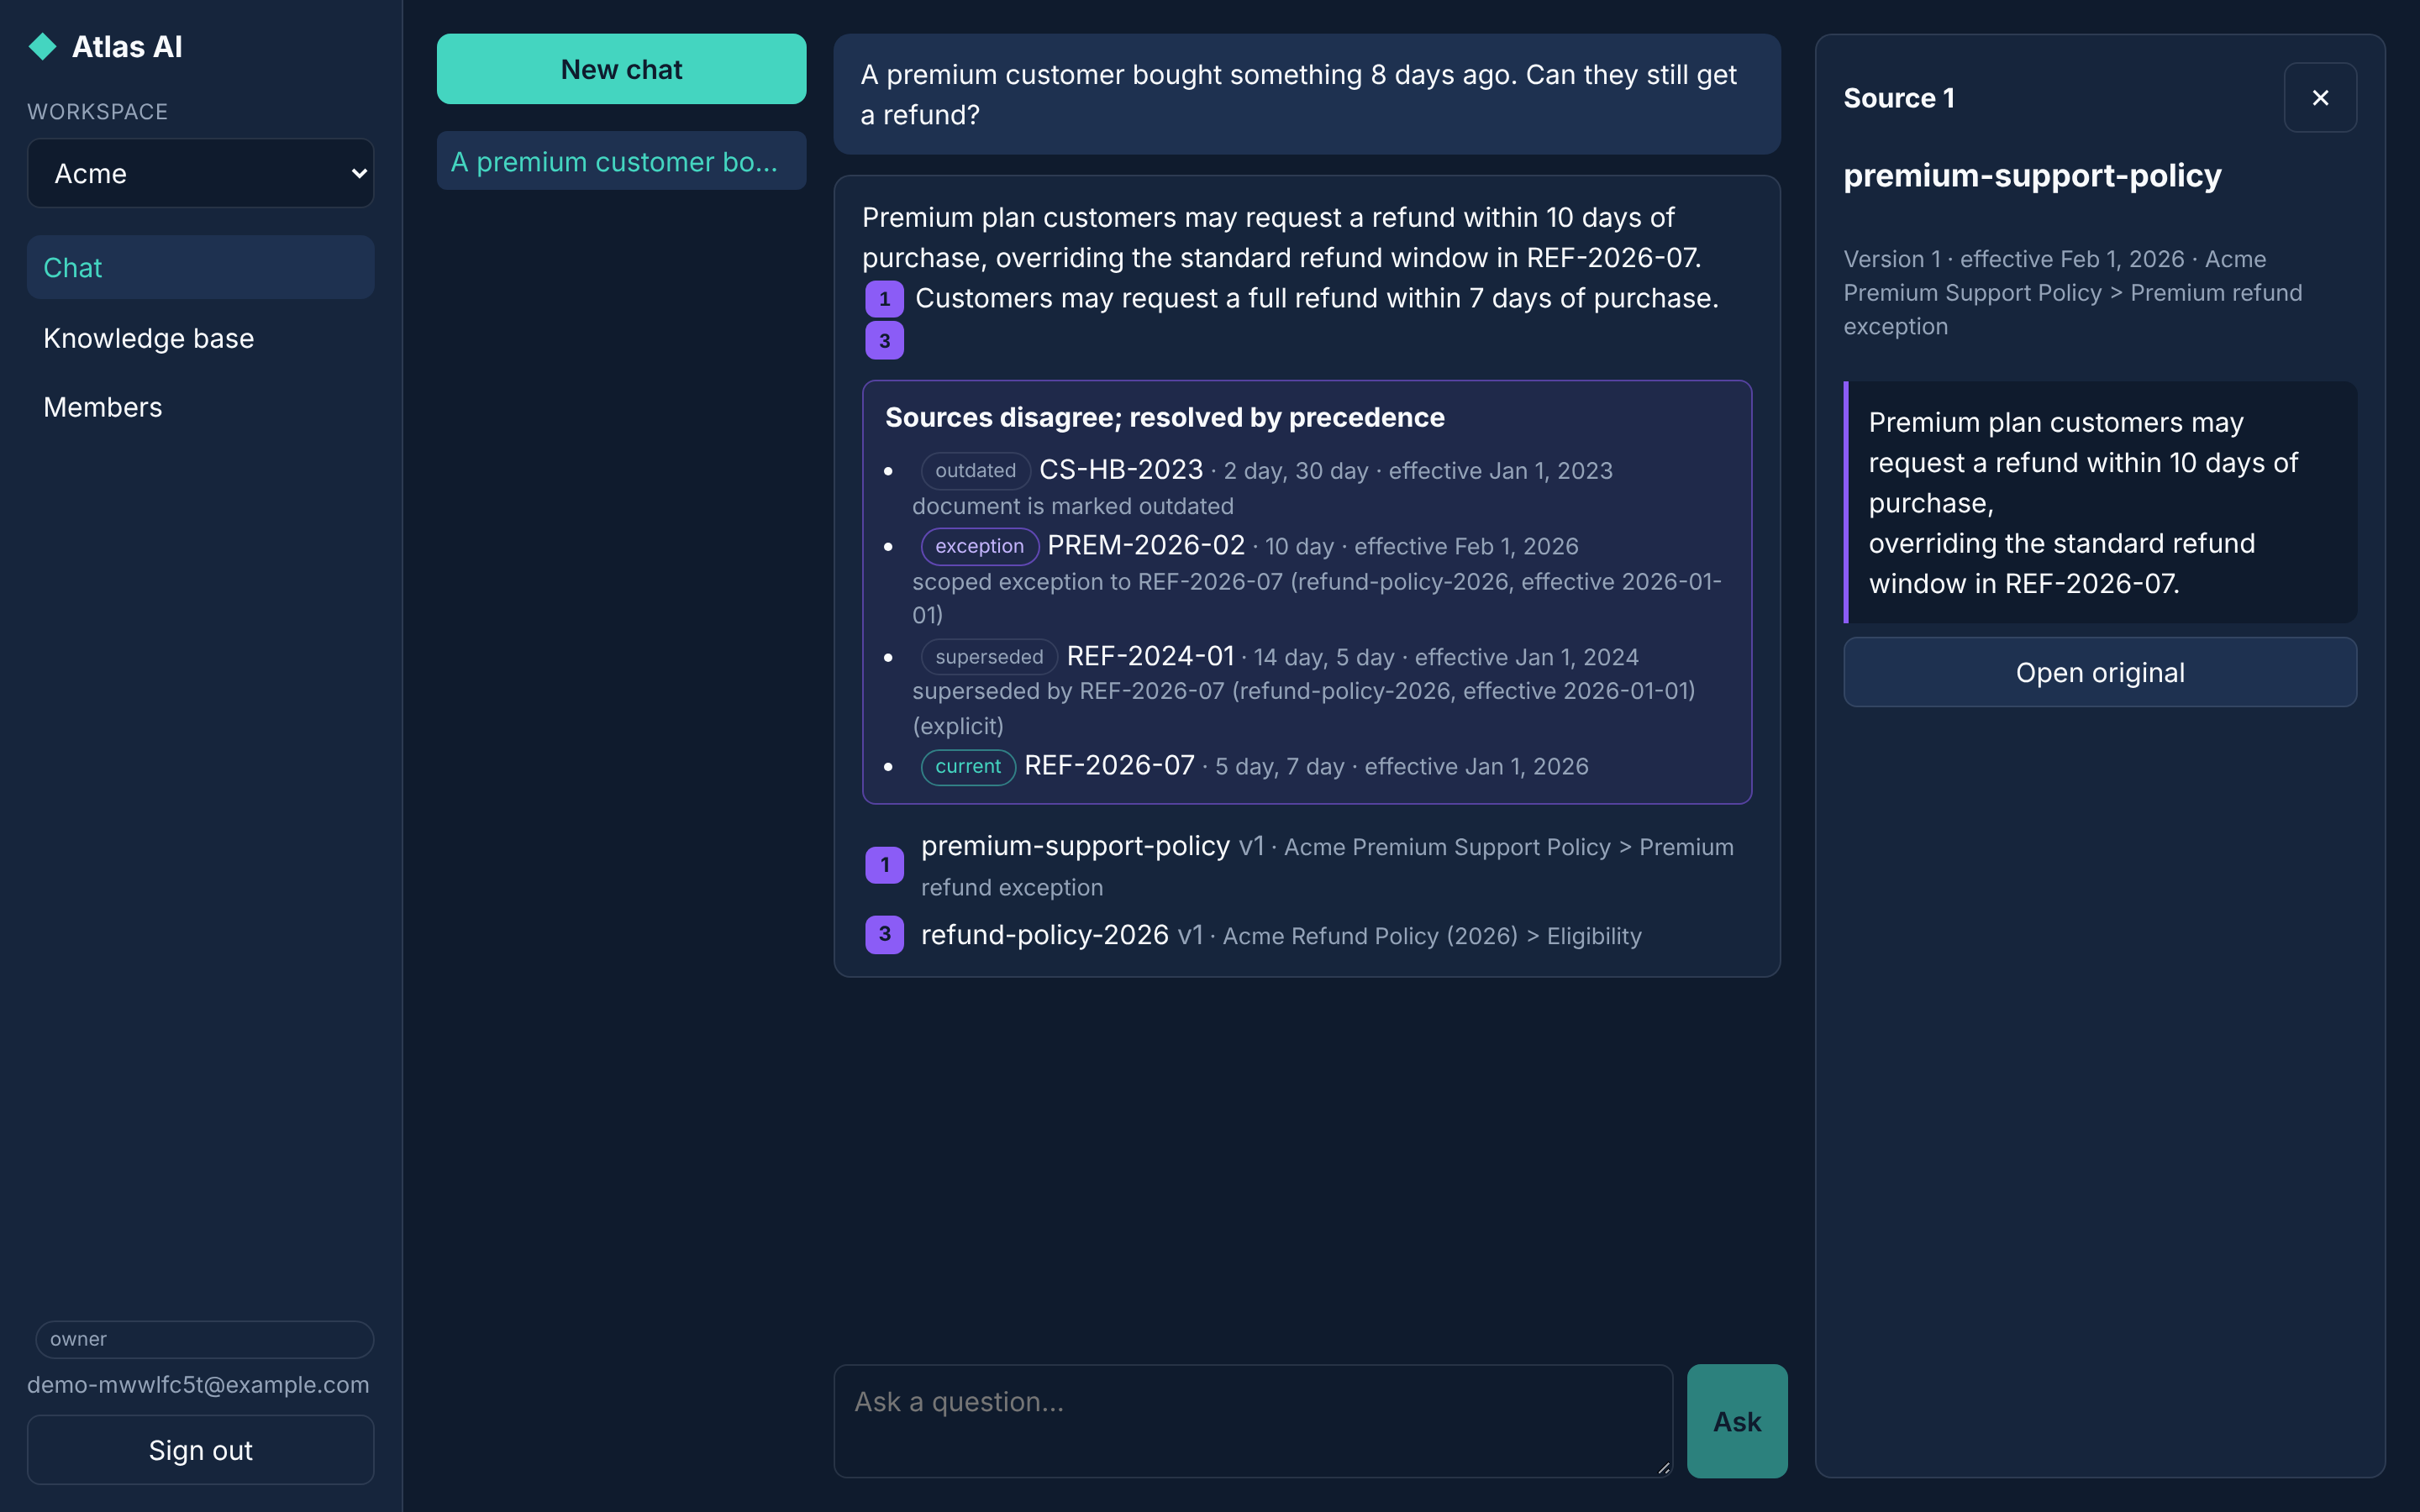 Atlas AI
WORKSPACE
Acme
Chat
Knowledge base
Members
owner
demo-mwwlfc5t@example.com
Sign out
New chat
A premium customer bo...
A premium customer bought something 8 days ago. Can they still get
a refund?
Premium plan customers may request a refund within 10 days of
purchase, overriding the standard refund window in REF-2026-07.
1 Customers may request a full refund within 7 days of purchase.
3
Sources disagree; resolved by precedence
• outdated CS-HB-2023 · 2 day, 30 day · effective Jan 1, 2023
document is marked outdated
• exception PREM-2026-02 · 10 day · effective Feb 1, 2026
scoped exception to REF-2026-07 (refund-policy-2026, effective 2026-01-
01)
• superseded REF-2024-01 · 14 day, 5 day · effective Jan 1, 2024
superseded by REF-2026-07 (refund-policy-2026, effective 2026-01-01)
(explicit)
• current REF-2026-07 · 5 day, 7 day · effective Jan 1, 2026
1 premium-support-policy v1 · Acme Premium Support Policy > Premium
refund exception
3 refund-policy-2026 v1 · Acme Refund Policy (2026) > Eligibility
Ask a question...
Ask
Source 1
✕
premium-support-policy
Version 1 · effective Feb 1, 2026 · Acme
Premium Support Policy > Premium refund
exception
Premium plan customers may
request a refund within 10 days of
purchase,
overriding the standard refund
window in REF-2026-07.
Open original